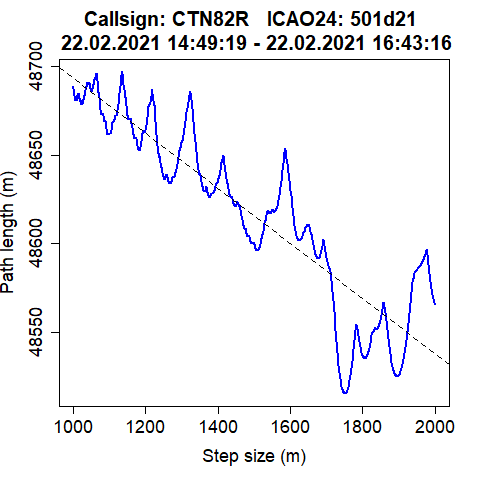 Callsign: CTN82R   ICAO24: 501d21
22.02.2021 14:49:19 - 22.02.2021 16:43:16
Path length (m)
48700
48650
48600
48550
1000
1200
1400
1600
1800
2000
Step size (m)